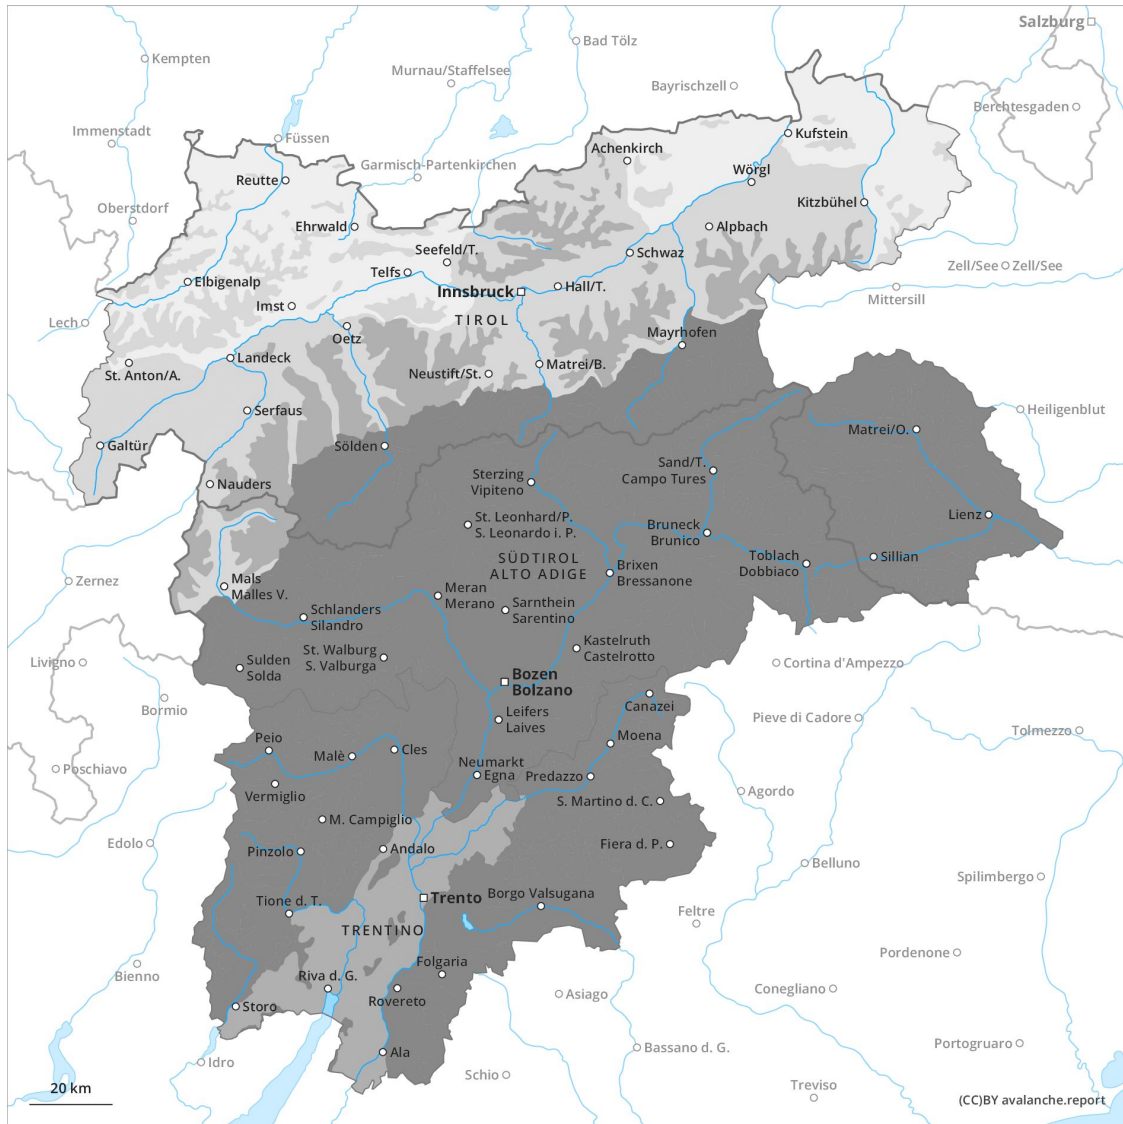 Salzburg
Bad Tölz
Kempten
Murnau/Staffelsee
Bayrischzell
Berchtesgaden
Immenstadt
Füssen
Kufstein
Achenkirch
Garmisch-Partenkirchen
Wörgl
Reutte
Oberstdorf
Kitzbühel
Ehrwald
Alpbach
Seefeld/T.
Schwaz
Telfs
Zell/See
Zell/See
Elbigenalp
Hall/T.
Innsbruck
Mittersill
Imst
TIROL
Lech
Mayrhofen
Oetz
Landeck
Matrei/B.
St. Anton/A.
Neustift/St.
Serfaus
Heiligenblut
Matrei/O.
Galtür
Sölden
Sand/T.
Campo Tures
Sterzing
Vipiteno
Nauders
St. Leonhard/P.
S. Leonardo i. P.
Lienz
Bruneck
Brunico
SÜDTIROL
ALTO ADIGE
Toblach
Dobbiaco
Sillian
Brixen
Bressanone
Zernez
Mals
Málles V.
Meran
Merano
Sarnthein
Sarentino
Schlanders
Silandro
Kastelruth
Castelrotto
St. Walburg
S. Valburga
Livigno
Sulden
Solda
Cortina d'Ampezzo
Bozen
Bolzano
Bormio
Canazei
Leifers
Laives
Pieve di Cadore
Tolmezzo
Peio
Moena
Malè
Cles
Poschiavo
Neumarkt
Egna
Predazzo
Vermiglio
Agordo
S. Martino d. C.
M. Campiglio
Edolo
Pinzolo
Andalo
Fiera d. P.
Belluno
Spilimbergo
Borgo Valsugana
Trento
Tione d. T.
Feltre
TRENTINO
Pordenone
Folgaria
Bienno
Riva d. G.
Conegliano
Rovereto
Asiago
Storo
Portogruaro
Bassano d. G.
Ala
Idro
Schio
Treviso
20 km
(CC)BY avalanche.report